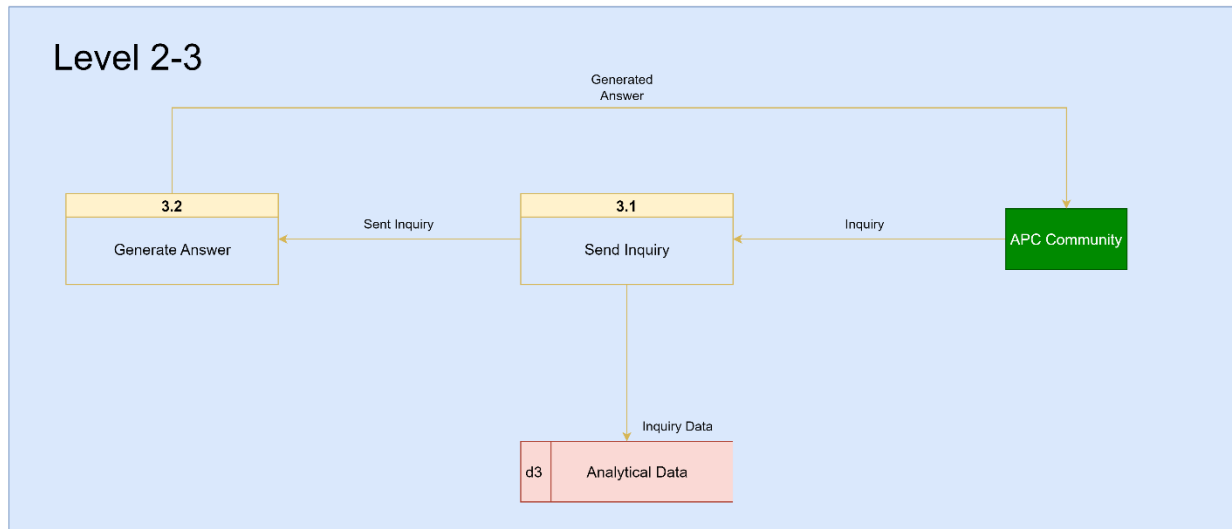 Level 2-3
Generated
Answer
3.2
Generate Answer
Sent Inquiry
3.1
Send Inquiry
Inquiry
APC Community
Inquiry Data
d3
Analytical Data